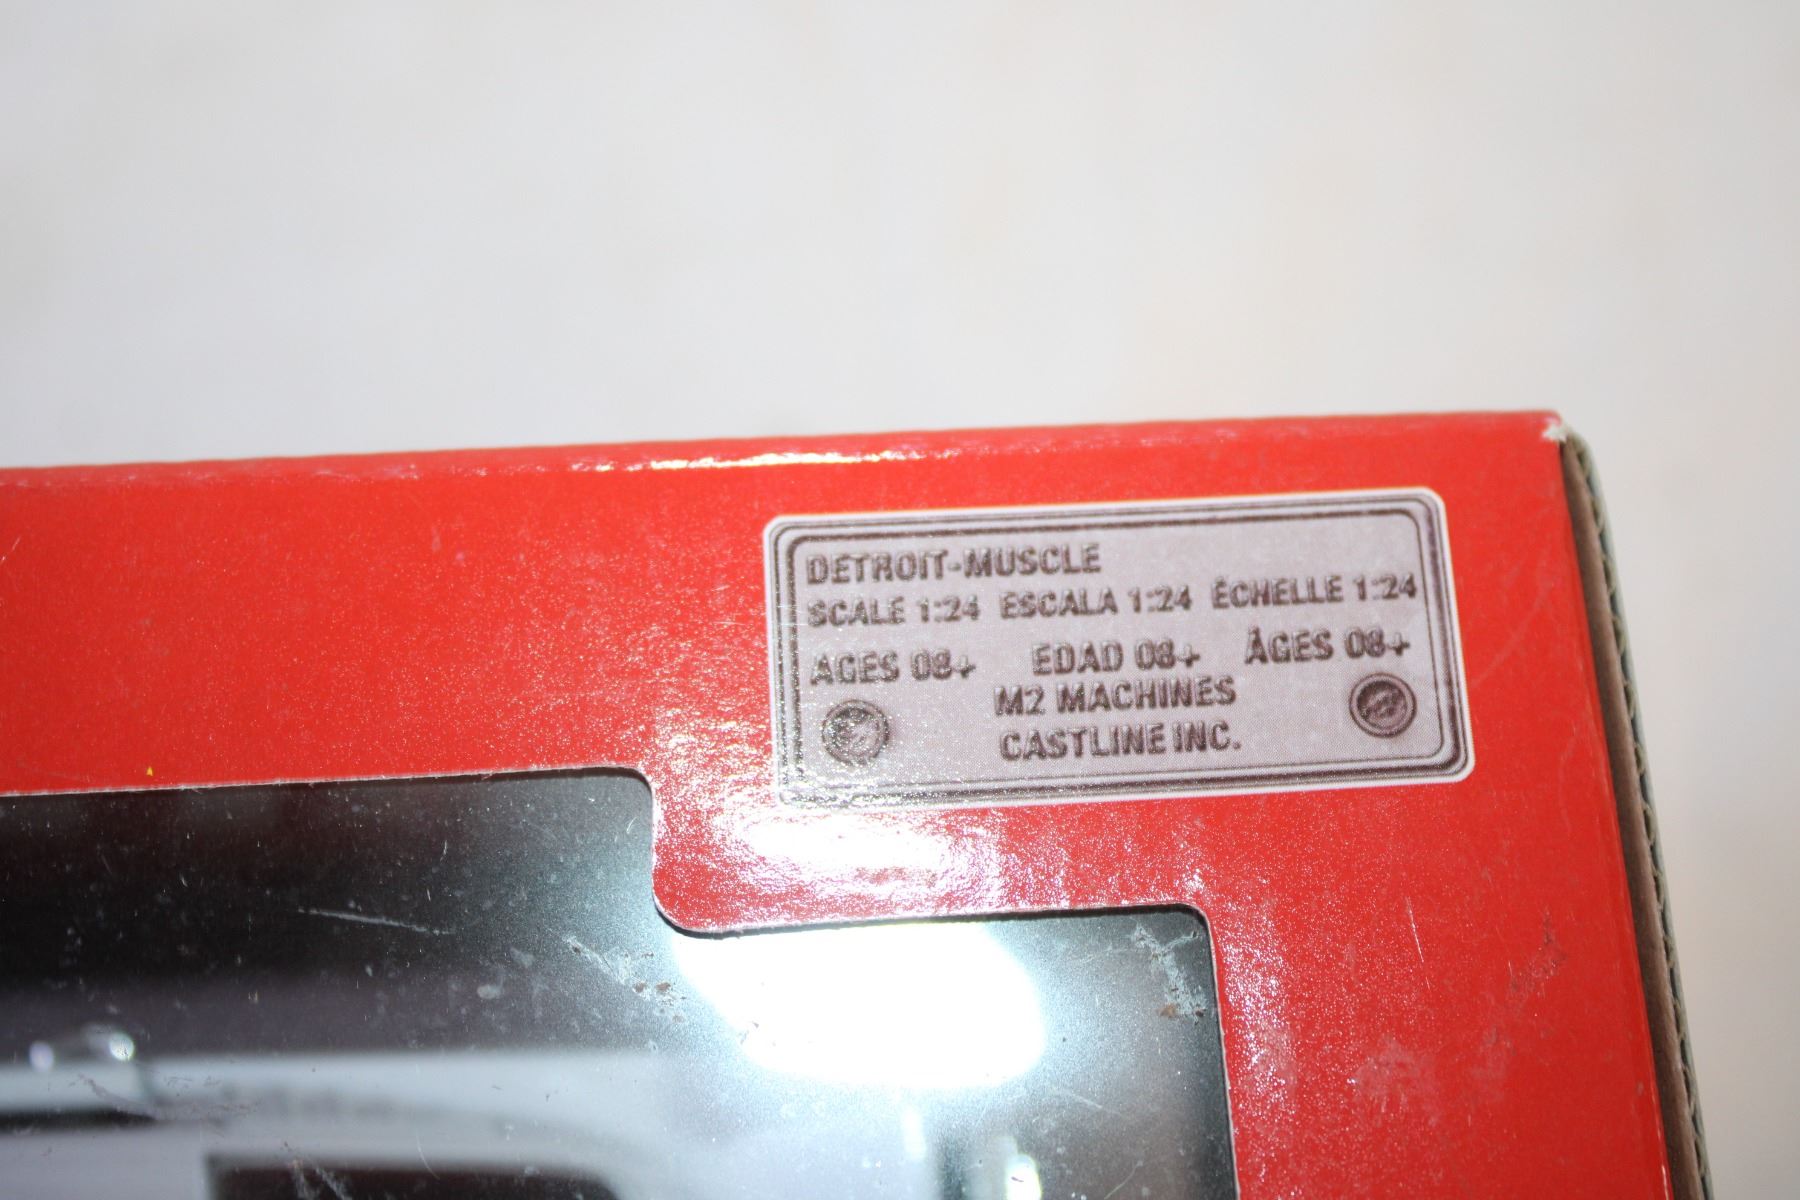 DETROIT-MUSCLE
SCALE 1:24 ESCALA 1:24 ÉCHELLE 1:24
AGES 08+ EDAD 08+ ÂGES 08+
M2 MACHINES
CASTLINE INC.